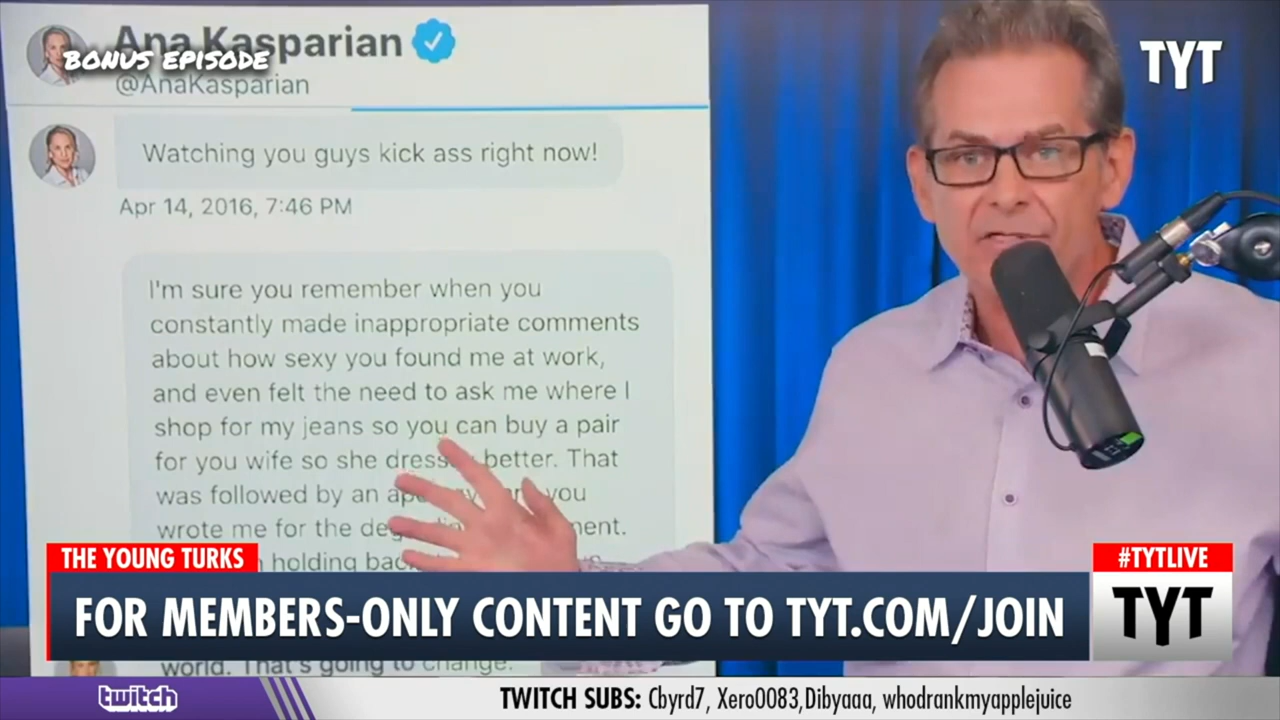 Ana Kasparian
BONUS EPISODE
@AnaKasparian
TYT
Watching you guys kick ass right now!
Apr 14, 2016, 7:46 PM
I'm sure you remember when you
constantly made inappropriate comments
about how sexy you found me at work,
and even felt the need to ask me where I
shop for my jeans so you can buy a pair
for you wife so she better. That
was followed by an you
wrote me for the
holding
world. That's going to change.
THE YOUNG TURKS
FOR MEMBERS-ONLY CONTENT GO TO TYT.COM/JOIN
#TYTLIVE
TYT
twitch
TWITCH SUBS: Cbyrd7, Xero0083,Dibyaaa, whodrankmyapplejuice